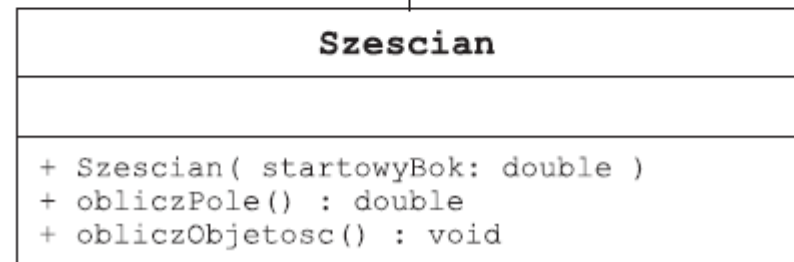 Szescian
+ Szescian( startowyBok: double )
+ obliczPole() : double
+ obliczObjetosc() : void